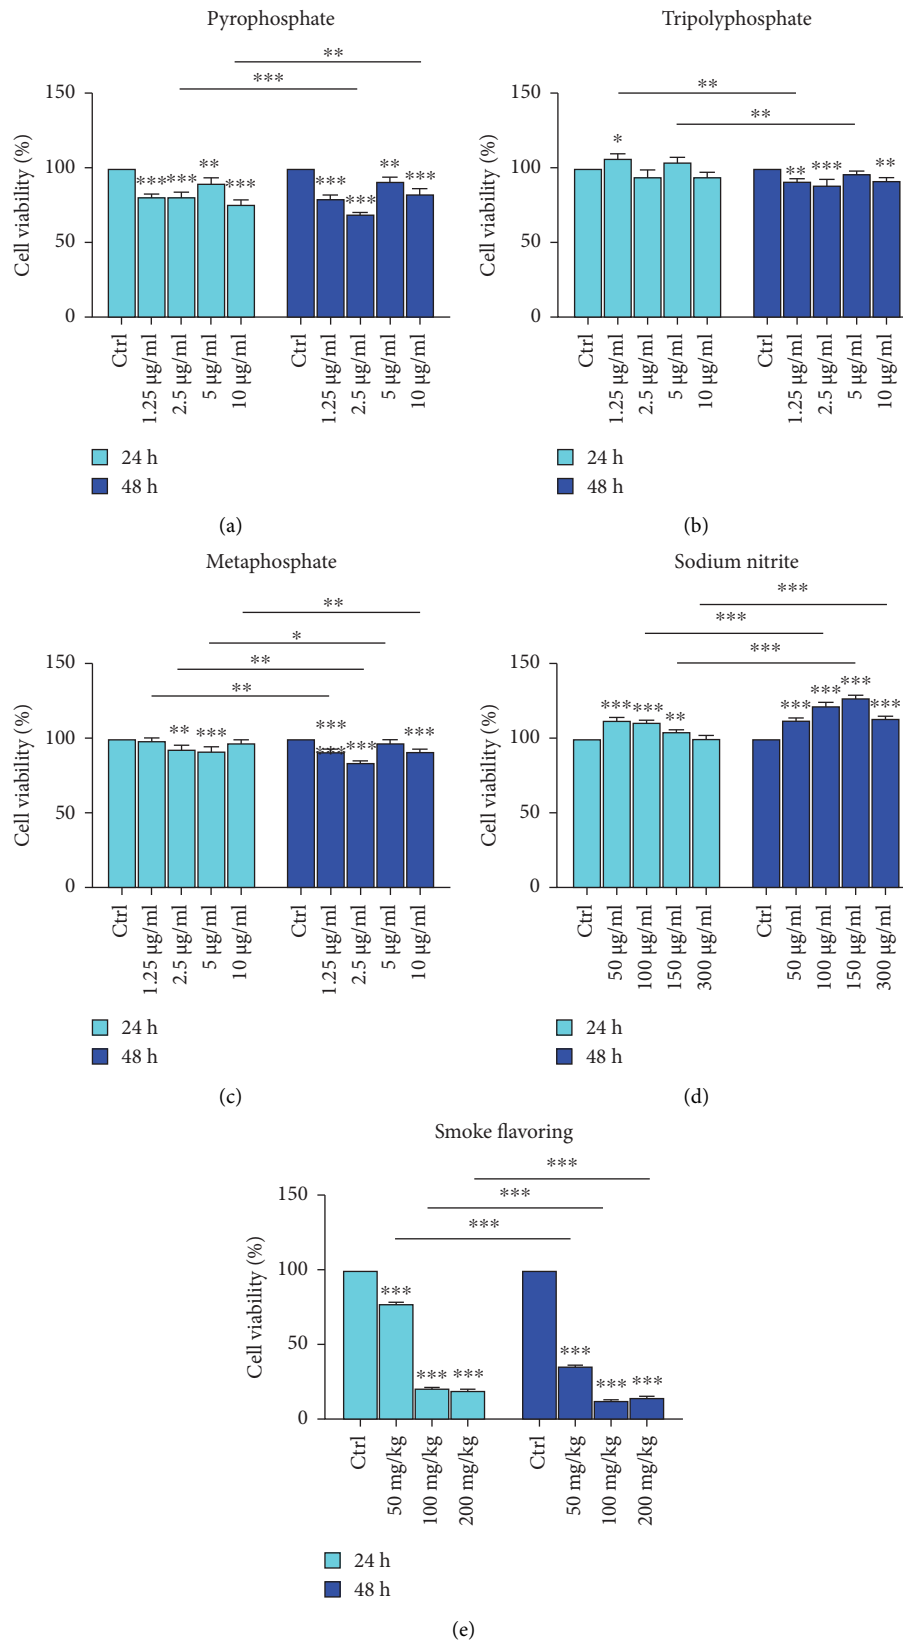 Pyrophosphate
**
***
150
100
50
0
Cell viability (%)
*** *** ** ***
*** *** ** ***
Ctrl
1.25 µg/ml
2.5 µg/ml
5 µg/ml
10 µg/ml
Ctrl
1.25 µg/ml
2.5 µg/ml
5 µg/ml
10 µg/ml
24 h
48 h
(a)
Tripolyphosphate
**
**
150
100
50
0
Cell viability (%)
*
** *** **
Ctrl
1.25 µg/ml
2.5 µg/ml
5 µg/ml
10 µg/ml
Ctrl
1.25 µg/ml
2.5 µg/ml
5 µg/ml
10 µg/ml
24 h
48 h
(b)
Metaphosphate
**
*
**
**
150
100
50
0
Cell viability (%)
** ***
***
*** *** ***
Ctrl
1.25 µg/ml
2.5 µg/ml
5 µg/ml
10 µg/ml
Ctrl
1.25 µg/ml
2.5 µg/ml
5 µg/ml
10 µg/ml
24 h
48 h
(c)
Sodium nitrite
***
***
***
150
100
50
0
Cell viability (%)
*** *** **
*** *** *** ***
Ctrl
50 µg/ml
100 µg/ml
150 µg/ml
300 µg/ml
Ctrl
50 µg/ml
100 µg/ml
150 µg/ml
300 µg/ml
24 h
48 h
(d)
Smoke flavoring
***
***
***
150
100
50
0
Cell viability (%)
*** *** ***
*** *** ***
Ctrl
50 mg/kg
100 mg/kg
200 mg/kg
Ctrl
50 mg/kg
100 mg/kg
200 mg/kg
24 h
48 h
(e)